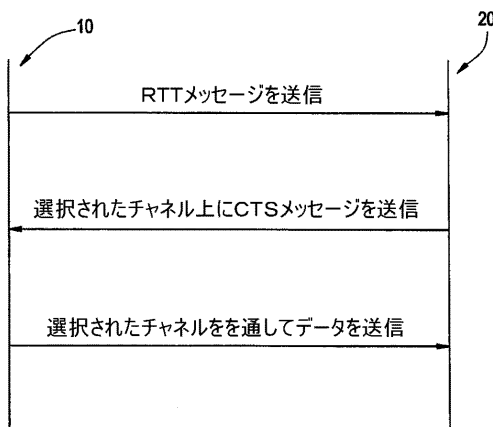 10
20
RTTメッセージを送信
選択されたチャネル上にCTSメッセージを送信
選択されたチャネルをを通してデータを送信